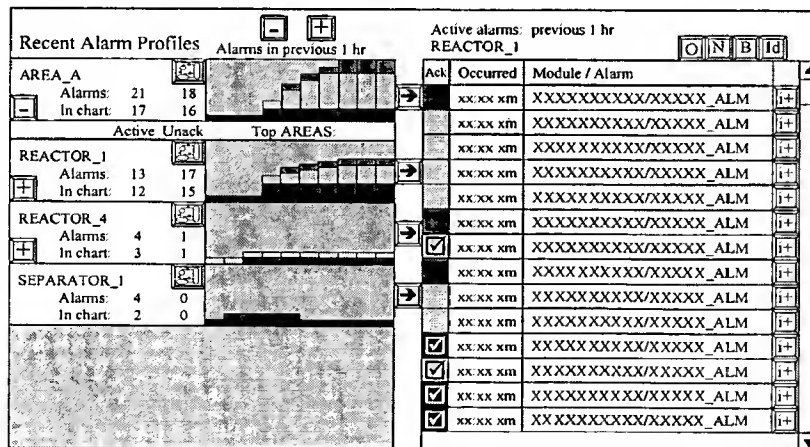 Recent Alarm Profiles
- +
Alarms in previous 1 hr
AREA_A
Alarms: 21 18
In chart: 17 16
-
Active Unack Top AREAS:
REACTOR_1
Alarms: 13 17
In chart: 12 15
+
REACTOR_4
Alarms: 4 1
In chart: 3 1
+
SEPARATOR_1
Alarms: 4 0
In chart: 2 0
Active alarms: previous 1 hr
REACTOR_1
O N B Id
Ack Occurred Module / Alarm
xx:xx xm XXXXXXXXXX/XXXXX_ALM i+
xx:xx xm XXXXXXXXXX/XXXXX_ALM i+
xx:xx xm XXXXXXXXXX/XXXXX_ALM i+
xx:xx xm XXXXXXXXXX/XXXXX_ALM i+
xx:xx xm XXXXXXXXXX/XXXXX_ALM i+
xx:xx xm XXXXXXXXXX/XXXXX_ALM i+
xx:xx xm XXXXXXXXXX/XXXXX_ALM i+
xx:xx xm XXXXXXXXXX/XXXXX_ALM i+
xx:xx xm XXXXXXXXXX/XXXXX_ALM i+
xx:xx xm XXXXXXXXXX/XXXXX_ALM i+
xx:xx xm XXXXXXXXXX/XXXXX_ALM i+
xx:xx xm XXXXXXXXXX/XXXXX_ALM i+
xx:xx xm XXXXXXXXXX/XXXXX_ALM i+
xx:xx xm XXXXXXXXXX/XXXXX_ALM i+